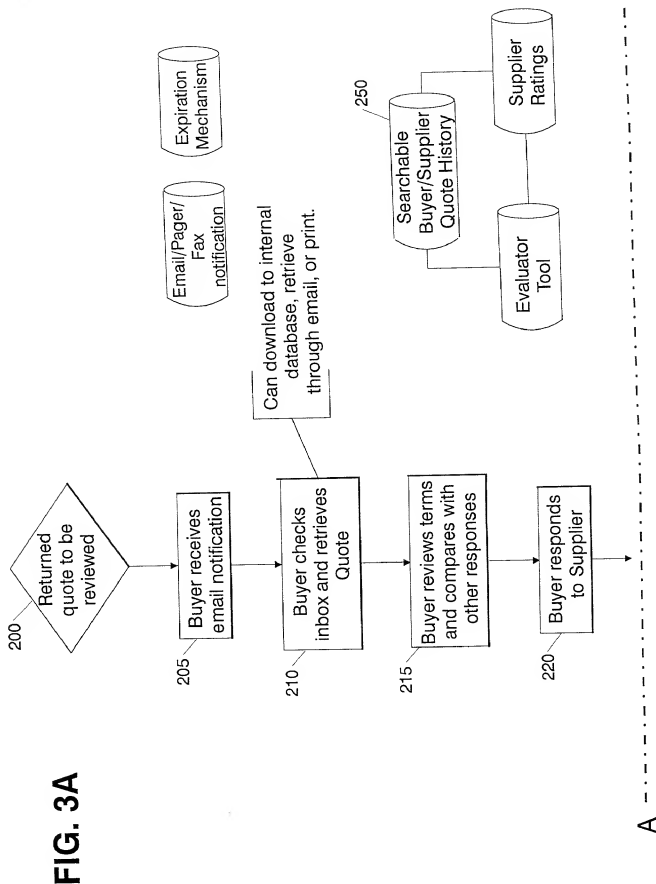 FIG. 3A
200
Returned
quote to be
reviewed
205
Buyer receives
email notification
210
Buyer checks
inbox and retrieves
Quote
Can download to internal
database, retrieve
through email, or print.
215
Buyer reviews terms
and compares with
other responses
220
Buyer responds
to Supplier
Email/Pager/
Fax
notification
Expiration
Mechanism
250
Searchable
Buyer/Supplier
Quote History
Evaluator
Tool
Supplier
Ratings
A